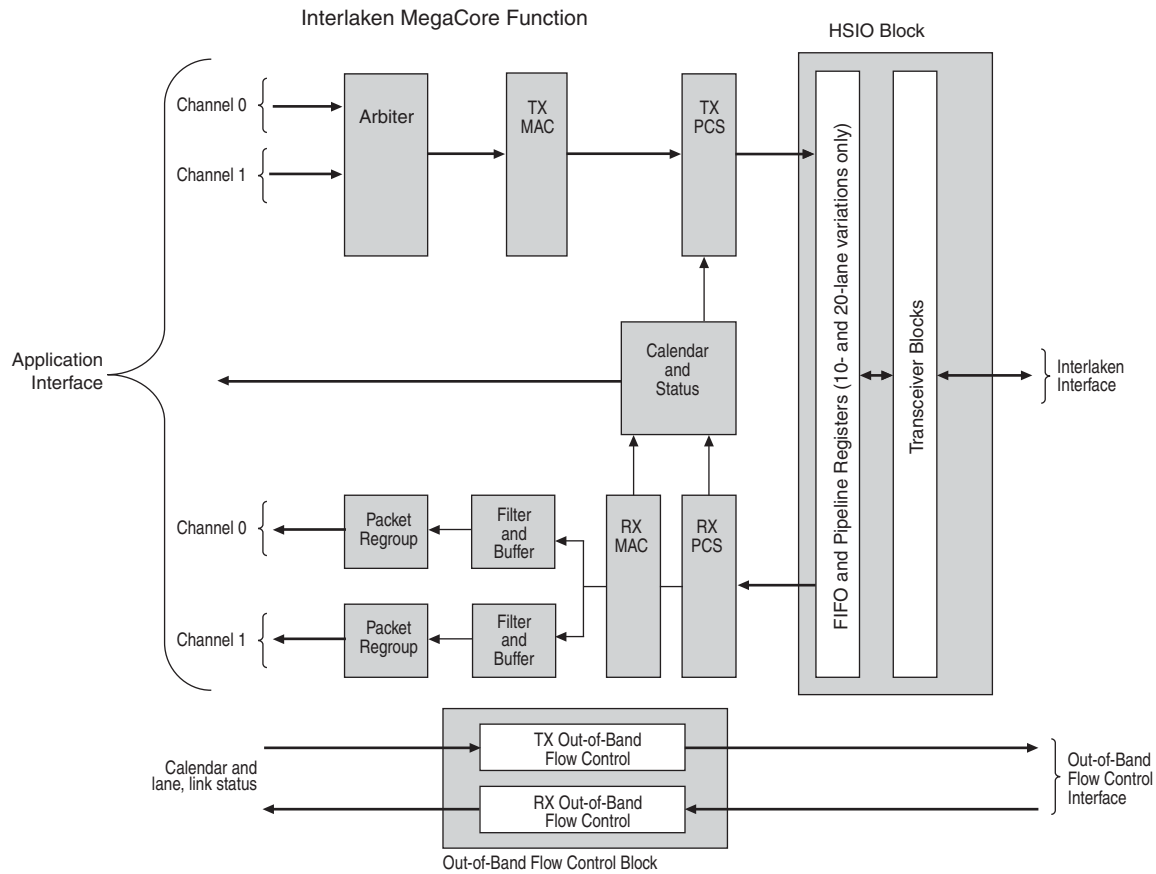 Interlaken MegaCore Function
HSIO Block
Channel 0
Channel 1
Arbiter
TX
MAC
TX
PCS
FIFO and Pipeline Registers (10- and 20-lane variations only)
Transceiver Blocks
Application
Interface
Calendar
and
Status
Interlaken
Interface
Channel 0
Packet
Regroup
Filter
and
Buffer
RX
MAC
RX
PCS
Channel 1
Packet
Regroup
Filter
and
Buffer
Calendar and
lane, link status
TX Out-of-Band
Flow Control
RX Out-of-Band
Flow Control
Out-of-Band
Flow Control
Interface
Out-of-Band Flow Control Block